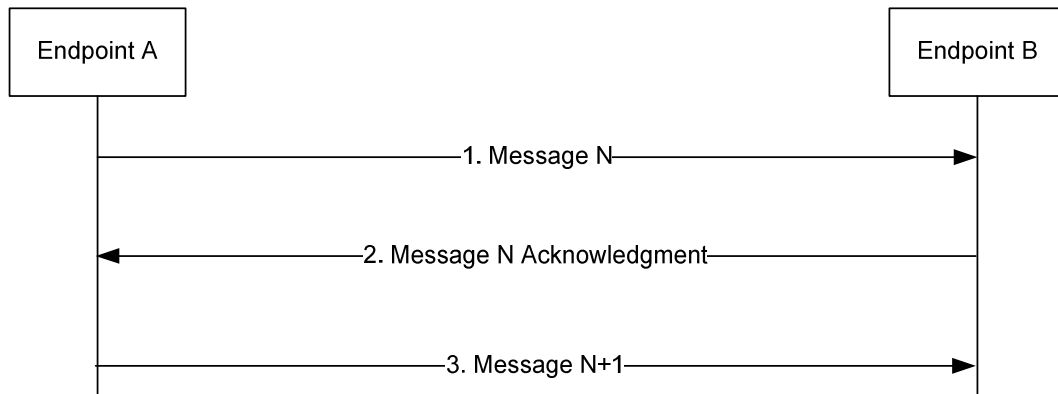 Endpoint A
Endpoint B
1. Message N
2. Message N Acknowledgment
3. Message N+1